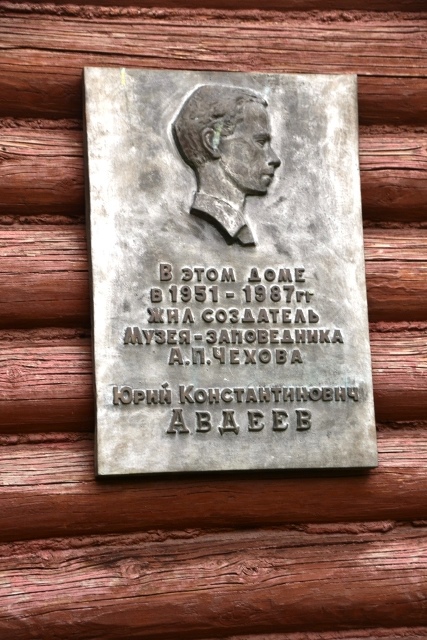 В этом доме
в 1951 - 1987гг
жил создатель
Музея-заповедника
А.П.Чехова
Юрий Константинович
Авдеев